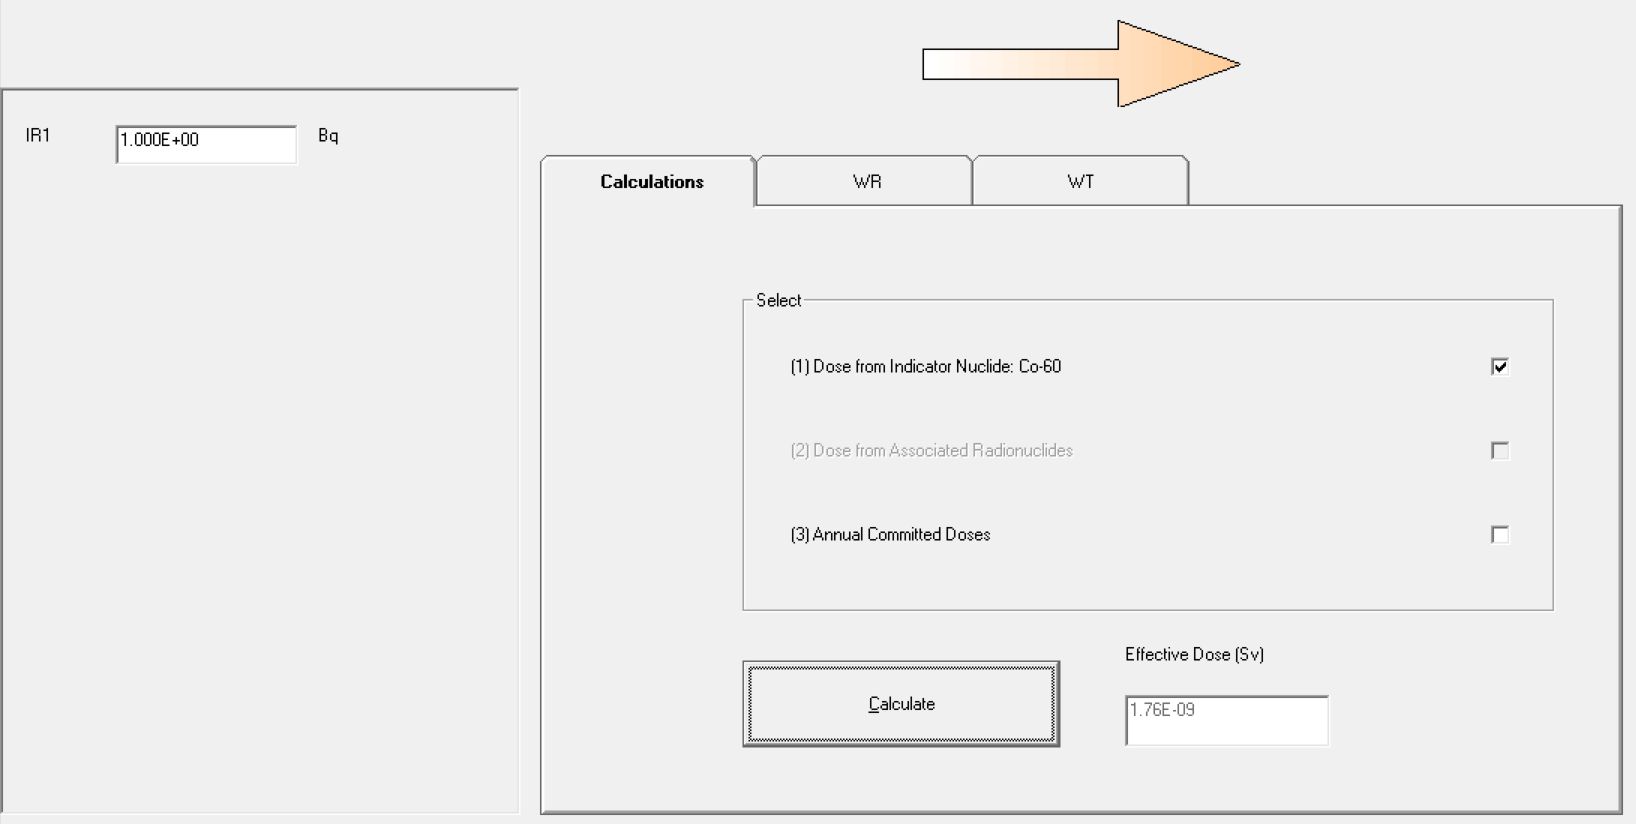 IR1 1.000E+00 Bq
Calculations WR WT
Select
(1) Dose from Indicator Nuclide: Co-60
(2) Dose from Associated Radionuclides
(3) Annual Committed Doses
Effective Dose (Sv)
Calculate 1.76E-09